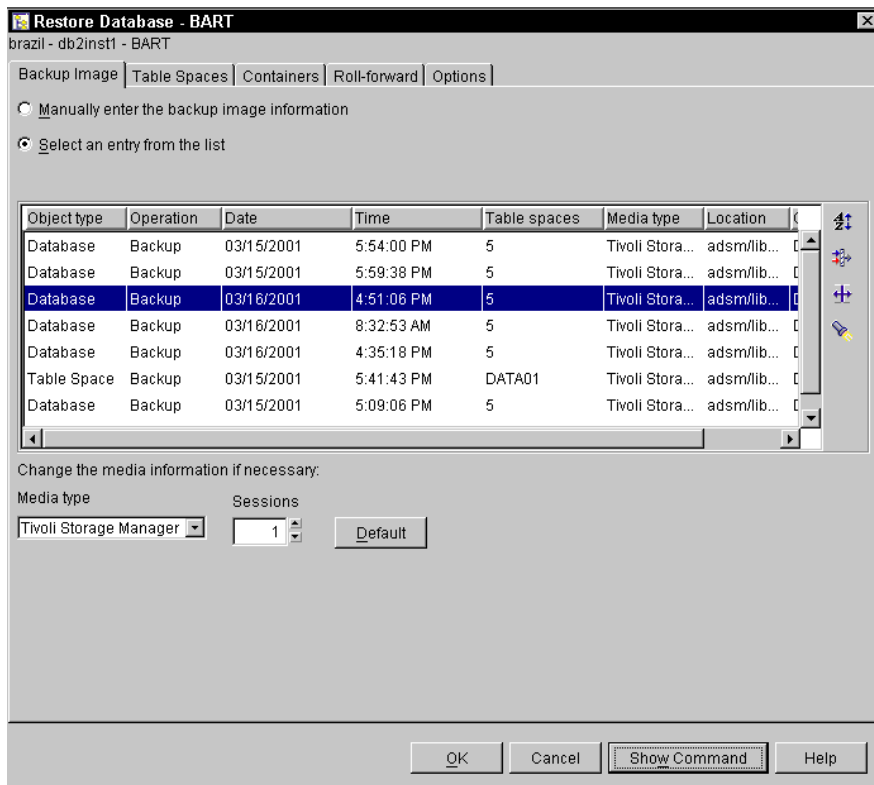 Restore Database - BART
brazil - db2inst1 - BART
Backup Image Table Spaces Containers Roll-forward Options
Manually enter the backup image information
Select an entry from the list
Object type Operation Date Time Table spaces Media type Location
Database Backup 03/15/2001 5:54:00 PM 5 Tivoli Stora... adsm/lib...
Database Backup 03/15/2001 5:59:38 PM 5 Tivoli Stora... adsm/lib...
Database Backup 03/16/2001 4:51:06 PM 5 Tivoli Stora... adsm/lib...
Database Backup 03/16/2001 8:32:53 AM 5 Tivoli Stora... adsm/lib...
Database Backup 03/16/2001 4:35:18 PM 5 Tivoli Stora... adsm/lib...
Table Space Backup 03/15/2001 5:41:43 PM DATA01 Tivoli Stora... adsm/lib...
Database Backup 03/15/2001 5:09:06 PM 5 Tivoli Stora... adsm/lib...
Change the media information if necessary:
Media type Sessions
Tivoli Storage Manager 1 Default
OK Cancel Show Command Help